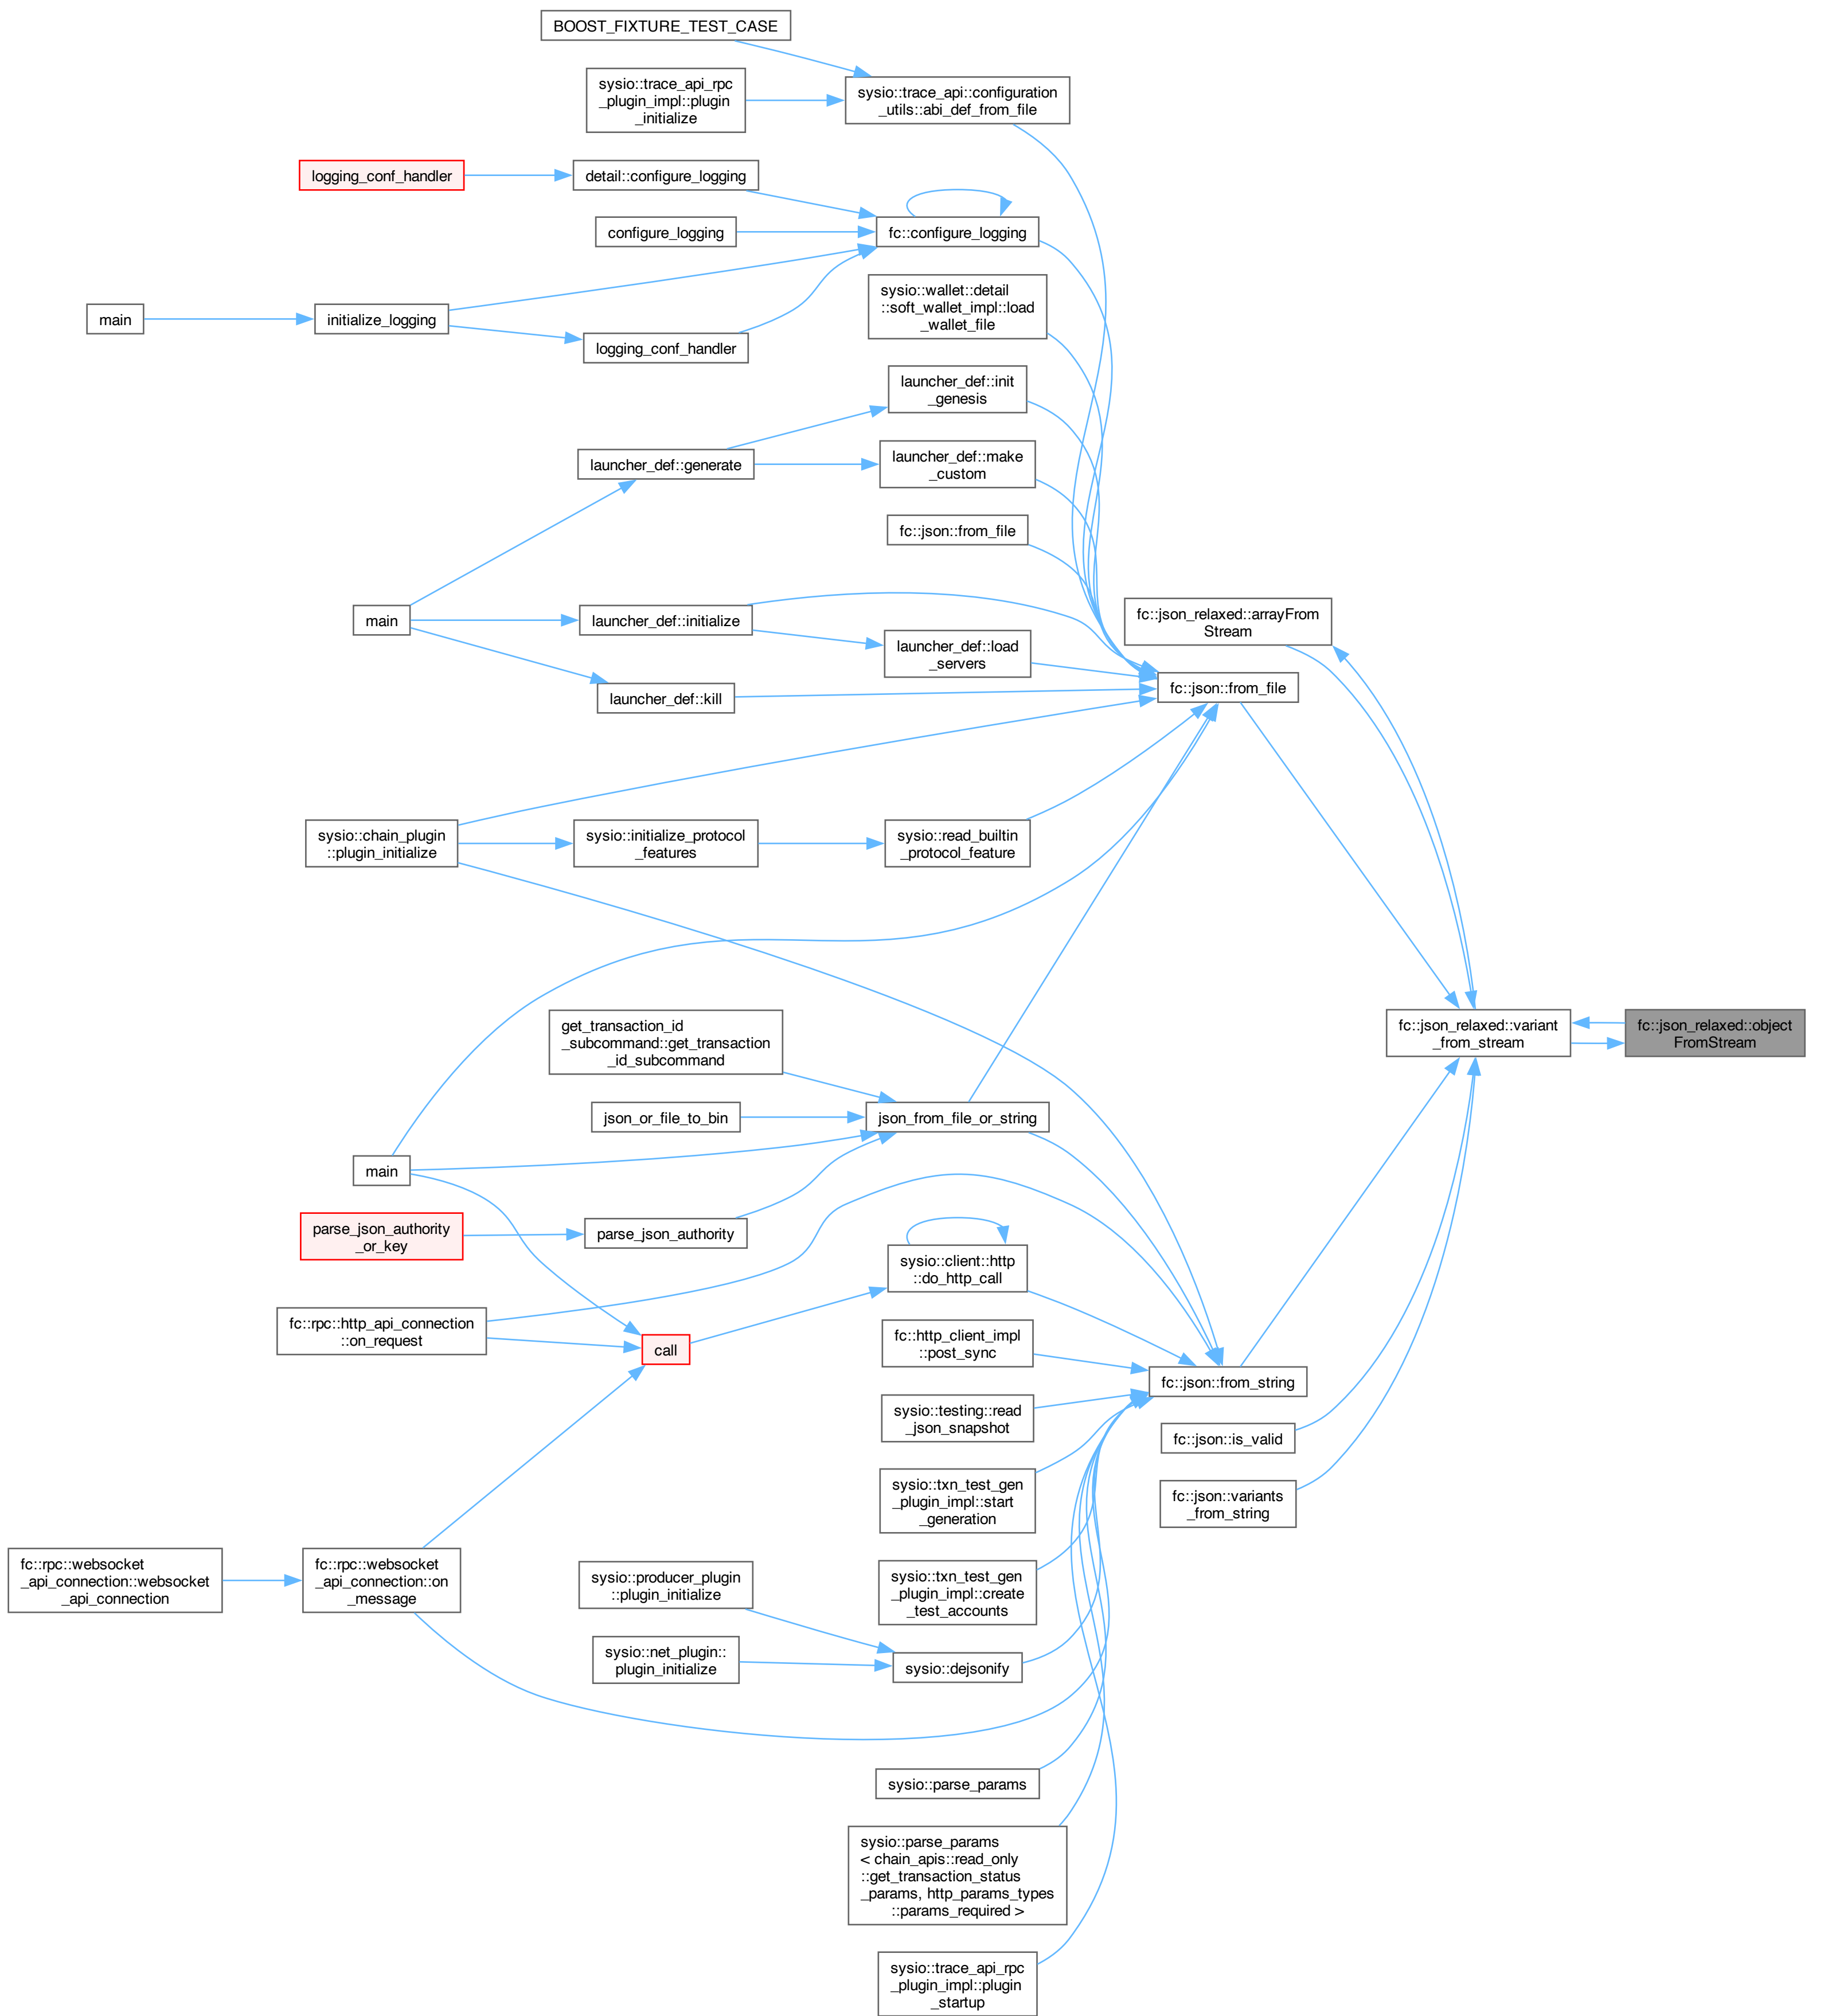 BOOST_FIXTURE_TEST_CASE
sysio::trace_api_rpc
_plugin_impl::plugin
_initialize
sysio::trace_api::configuration
_utils::abi_def_from_file
logging_conf_handler
detail::configure_logging
configure_logging
fc::configure_logging
sysio::wallet::detail
::soft_wallet_impl::load
_wallet_file
main
initialize_logging
logging_conf_handler
launcher_def::init
_genesis
launcher_def::generate
launcher_def::make
_custom
fc::json::from_file
main
launcher_def::initialize
launcher_def::load
_servers
launcher_def::kill
fc::json_relaxed::arrayFrom
Stream
fc::json::from_file
sysio::chain_plugin
::plugin_initialize
sysio::initialize_protocol
_features
sysio::read_builtin
_protocol_feature
get_transaction_id
_subcommand::get_transaction
_id_subcommand
fc::json_relaxed::variant
_from_stream
fc::json_relaxed::object
FromStream
json_or_file_to_bin
json_from_file_or_string
main
parse_json_authority
_or_key
parse_json_authority
sysio::client::http
::do_http_call
fc::rpc::http_api_connection
::on_request
call
fc::http_client_impl
::post_sync
fc::json::from_string
sysio::testing::read
_json_snapshot
fc::json::is_valid
sysio::txn_test_gen
_plugin_impl::start
_generation
fc::json::variants
_from_string
fc::rpc::websocket
_api_connection::websocket
_api_connection
fc::rpc::websocket
_api_connection::on
_message
sysio::producer_plugin
::plugin_initialize
sysio::txn_test_gen
_plugin_impl::create
_test_accounts
sysio::net_plugin::
plugin_initialize
sysio::dejsonify
sysio::parse_params
sysio::parse_params
< chain_apis::read_only
::get_transaction_status
_params, http_params_types
::params_required >
sysio::trace_api_rpc
_plugin_impl::plugin
_startup